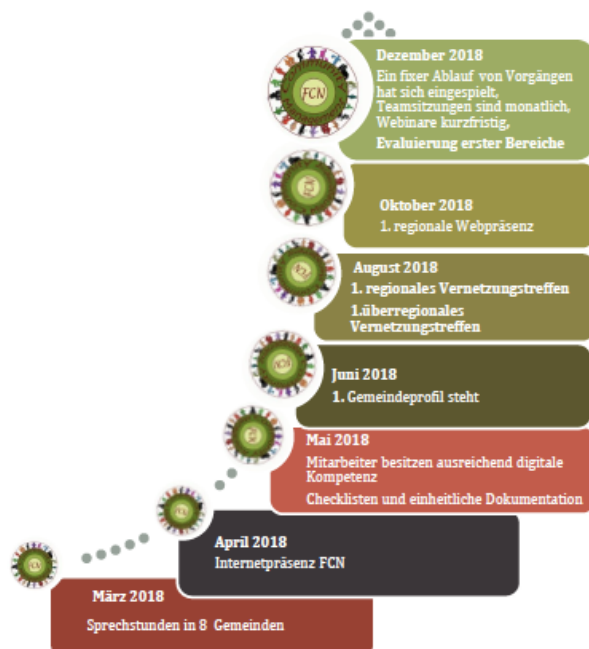 Dezember 2018
Ein fixer Ablauf von Vorgängen
hat sich eingespielt,
Teamsitzungen sind monatlich,
Webinare kurzfristig,
Evaluierung erster Bereiche
FCN
Oktober 2018
1. regionale Webpräsenz
August 2018
1. regionales Vernetzungstreffen
1.überregionales
Vernetzungstreffen
Juni 2018
1. Gemeindeprofil steht
Mai 2018
Mitarbeiter besitzen ausreichend digitale
Kompetenz
Checklisten und einheitliche Dokumentation
April 2018
Internetpräsenz FCN
März 2018
Sprechstunden in 8 Gemeinden